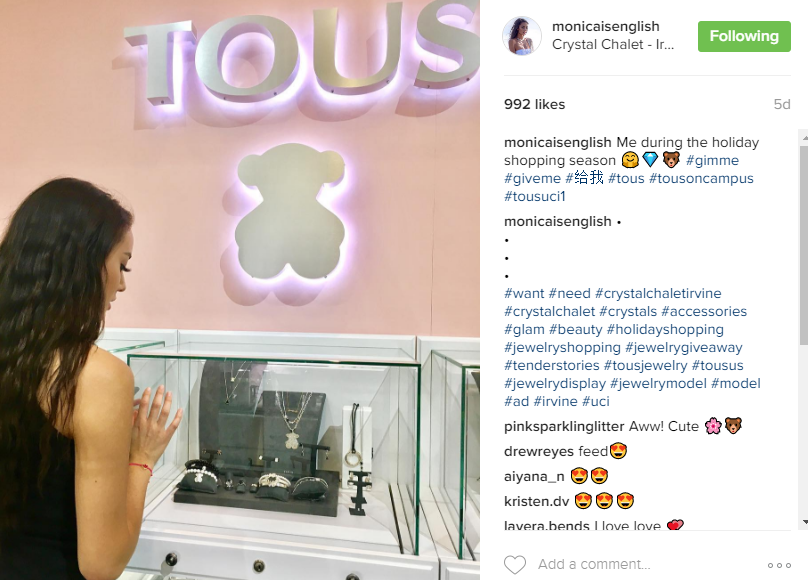 TOUS
monicaisenglish
Crystal Chalet - Ir...
Following
992 likes
5d
monicaisenglish Me during the holiday
shopping season 🤗💎🐻 #gimme
#giveme #给我 #tous #tousoncampus
#tousuci1
monicaisenglish •
•
•
•
#want #need #crystalchaletirvine
#crystalchalet #crystals #accessories
#glam #beauty #holidayshopping
#jewelryshopping #jewelrygiveaway
#tenderstories #tousjewelry #tousus
#jewelrydisplay #jewelrymodel #model
#ad #irvine #uci
pinksparklinglitter Aww! Cute 🌸🐻
drewreyes feed😍
aiyana_n 😍😍
kristen.dv 😍😍😍
lavera.bends I love love 💕
Add a comment...